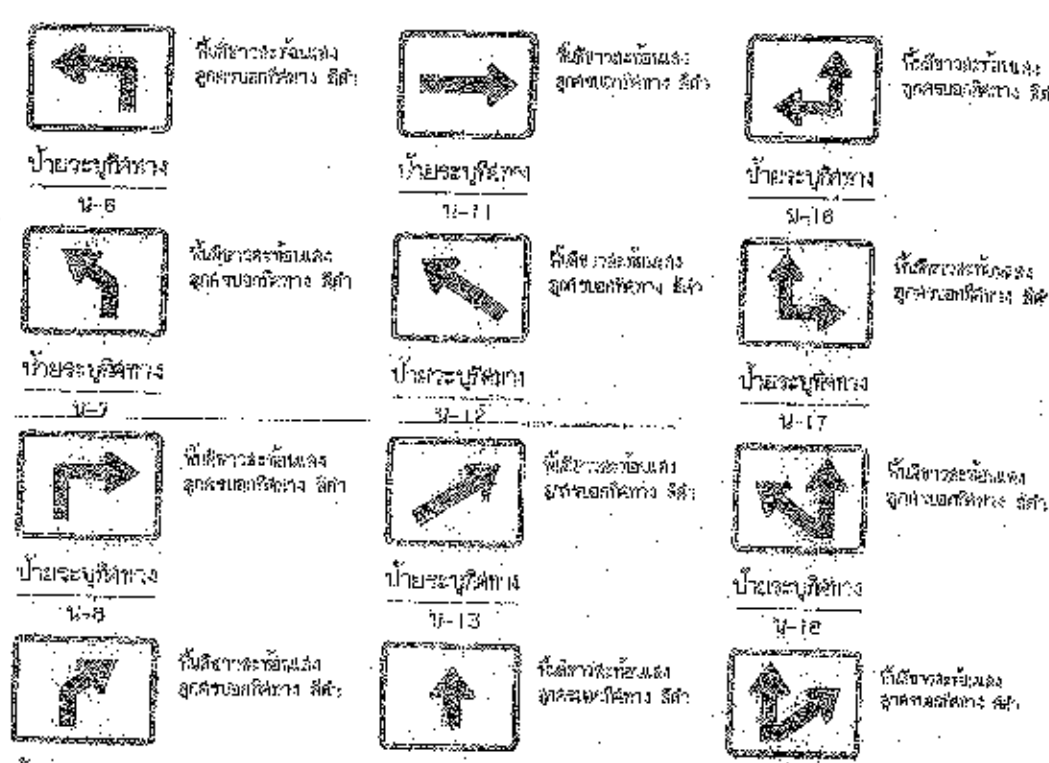 พื้นสีขาวสะท้อนแสง
ลูกศรบอกทิศทาง สีดำ
ป้ายระบุทิศทาง
น-6
พื้นสีขาวสะท้อนแสง
ลูกศรบอกทิศทาง สีดำ
ป้ายระบุทิศทาง
น-11
พื้นสีขาวสะท้อนแสง
ลูกศรบอกทิศทาง สีดำ
ป้ายระบุทิศทาง
น-16
พื้นสีขาวสะท้อนแสง
ลูกศรบอกทิศทาง สีดำ
ป้ายระบุทิศทาง
น-7
พื้นสีขาวสะท้อนแสง
ลูกศรบอกทิศทาง สีดำ
ป้ายระบุทิศทาง
น-12
พื้นสีขาวสะท้อนแสง
ลูกศรบอกทิศทาง สีดำ
ป้ายระบุทิศทาง
น-17
พื้นสีขาวสะท้อนแสง
ลูกศรบอกทิศทาง สีดำ
ป้ายระบุทิศทาง
น-8
พื้นสีขาวสะท้อนแสง
ลูกศรบอกทิศทาง สีดำ
ป้ายระบุทิศทาง
น-13
พื้นสีขาวสะท้อนแสง
ลูกศรบอกทิศทาง สีดำ
ป้ายระบุทิศทาง
น-18
พื้นสีขาวสะท้อนแสง
ลูกศรบอกทิศทาง สีดำ
พื้นสีขาวสะท้อนแสง
ลูกศรบอกทิศทาง สีดำ
พื้นสีขาวสะท้อนแสง
ลูกศรบอกทิศทาง สีดำ